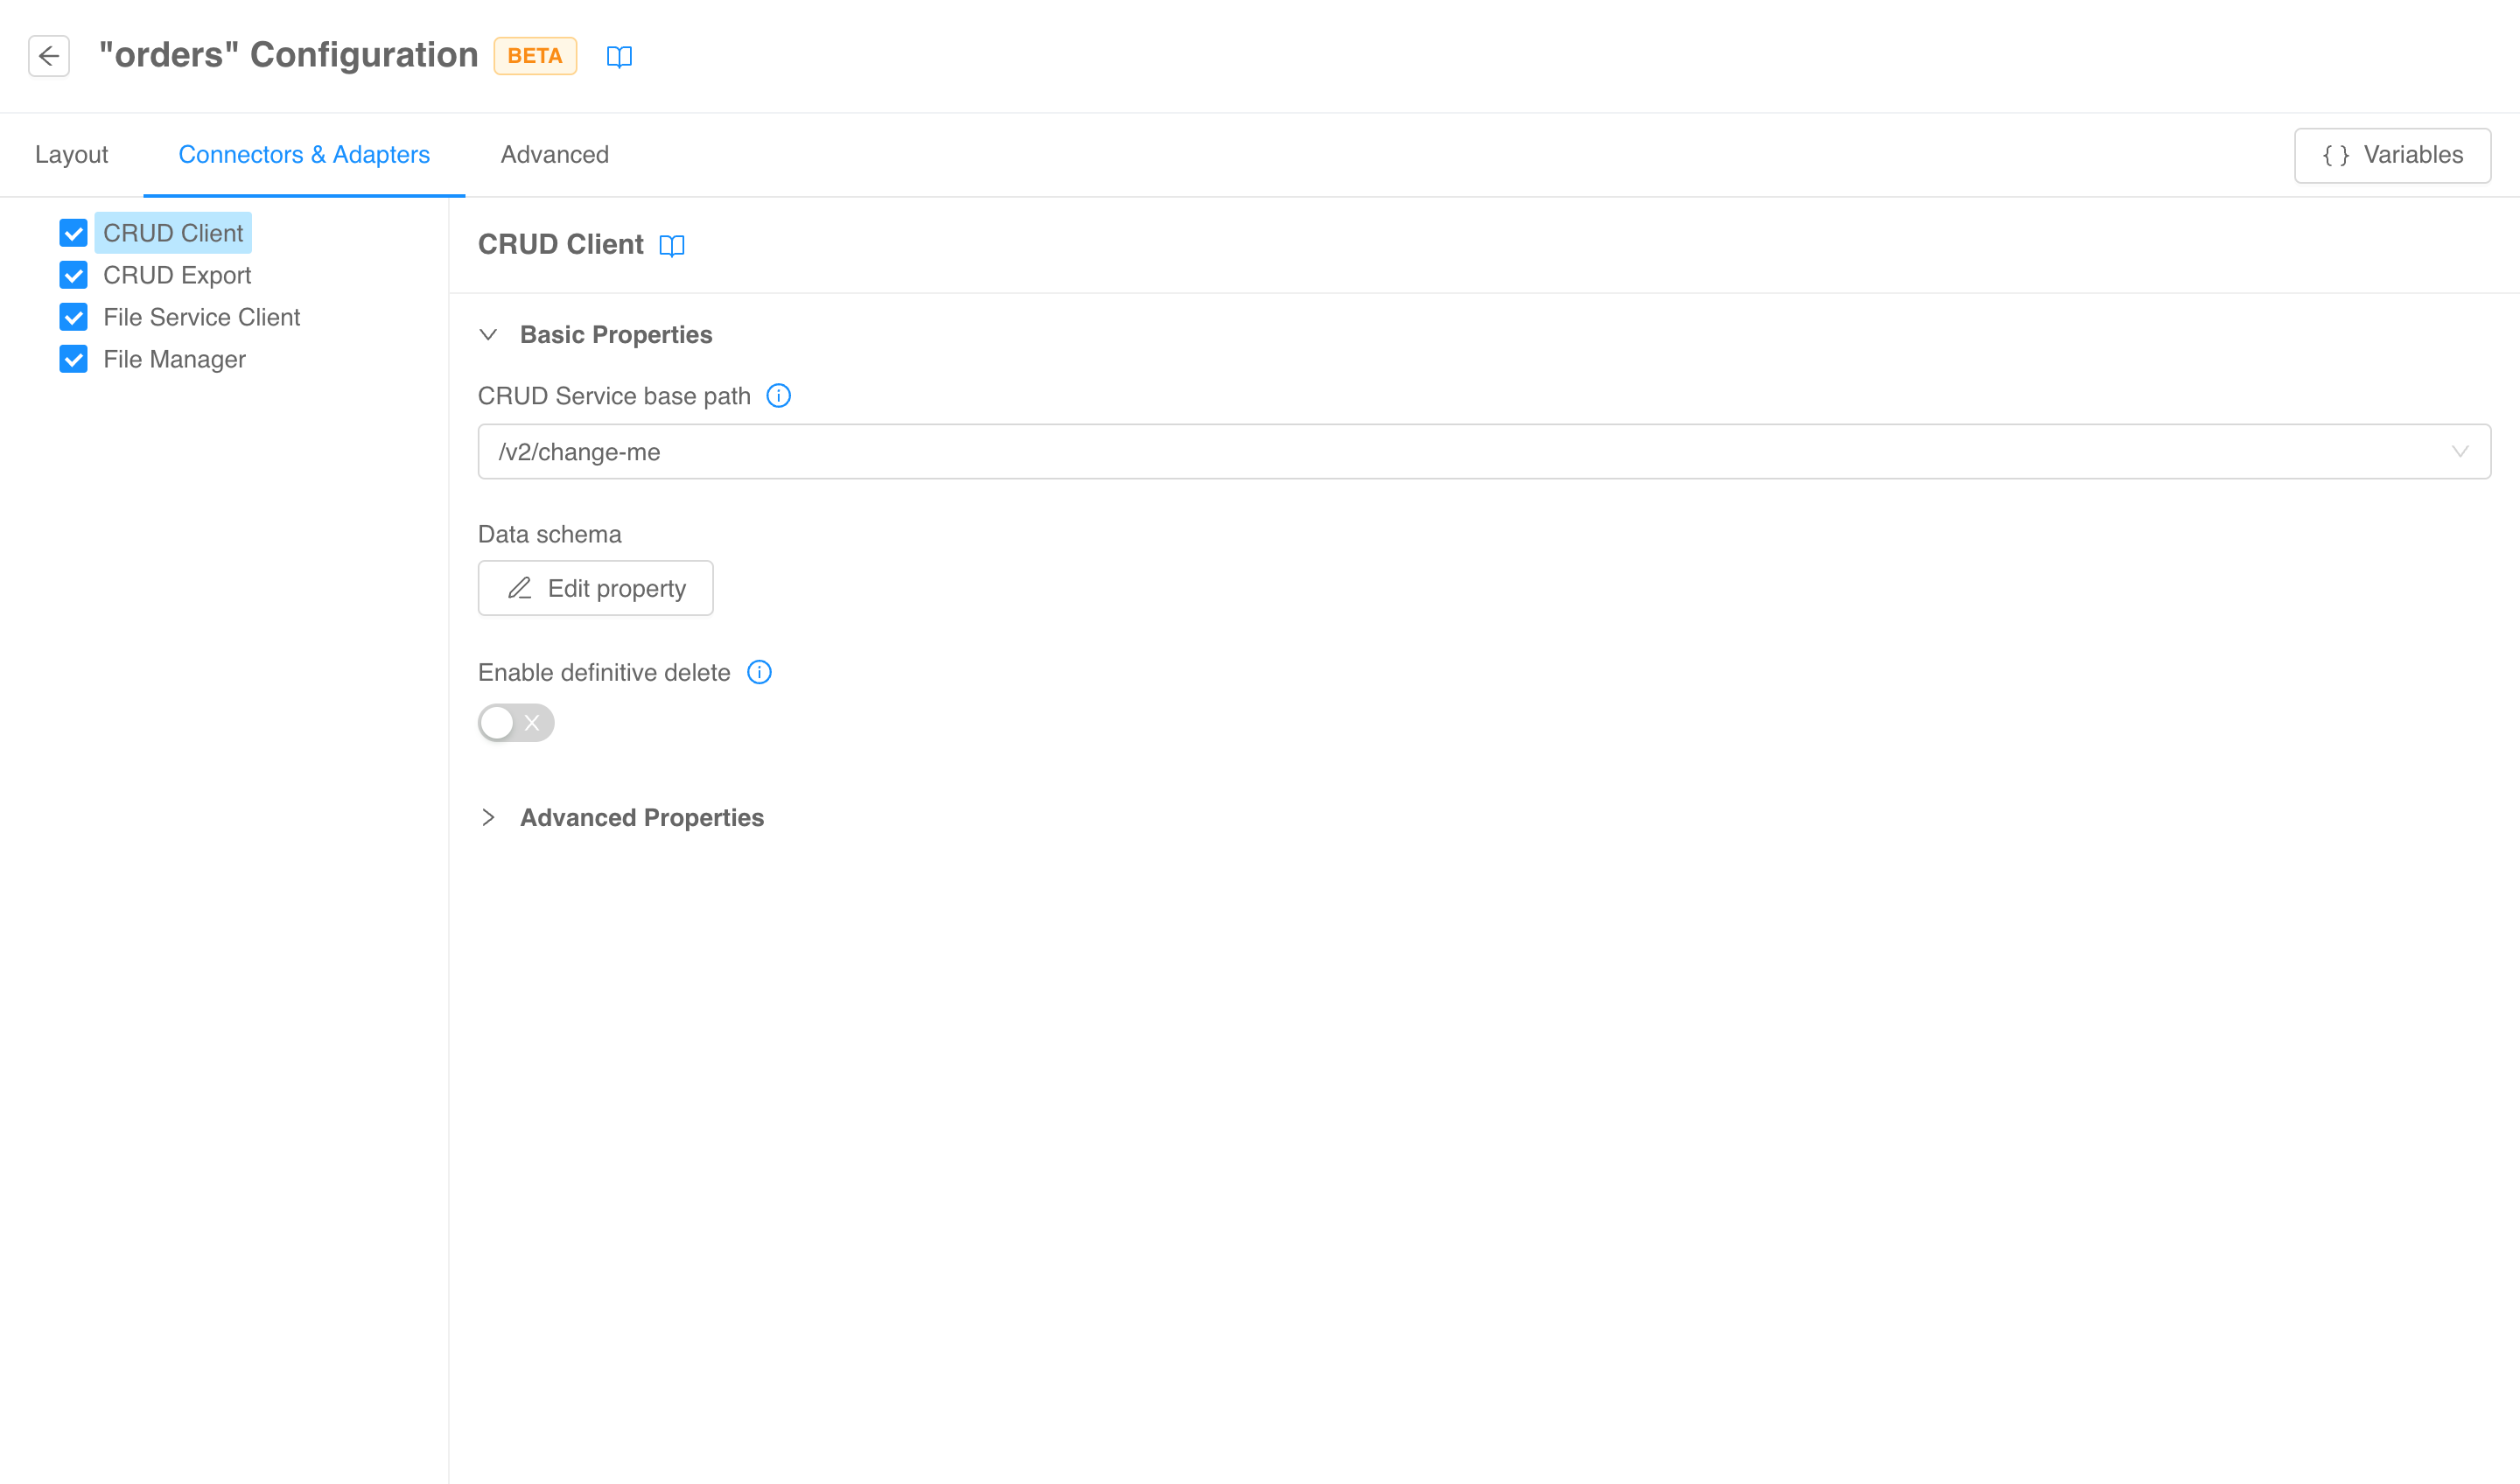 "orders" Configuration BETA
Layout Connectors & Adapters Advanced { } Variables
CRUD Client
CRUD Export
File Service Client
File Manager
CRUD Client
Basic Properties
CRUD Service base path
/v2/change-me
Data schema
Edit property
Enable definitive delete
Advanced Properties